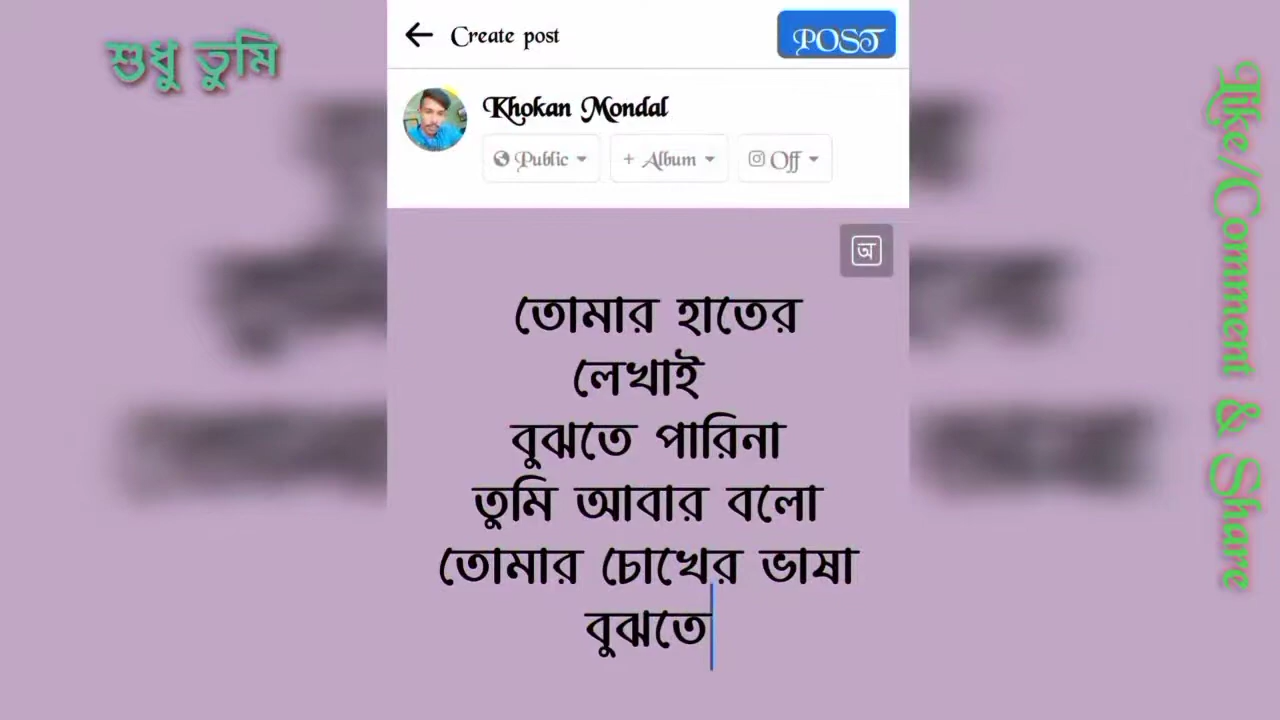 শুধু তুমি
Create post
POST
Khokan Mondal
Public
+ Album
Off
অ
তোমার হাতের
লেখাই
বুঝতে পারিনা
তুমি আবার বলো
তোমার চোখের ভাষা
বুঝতে
Like/Comment & Share